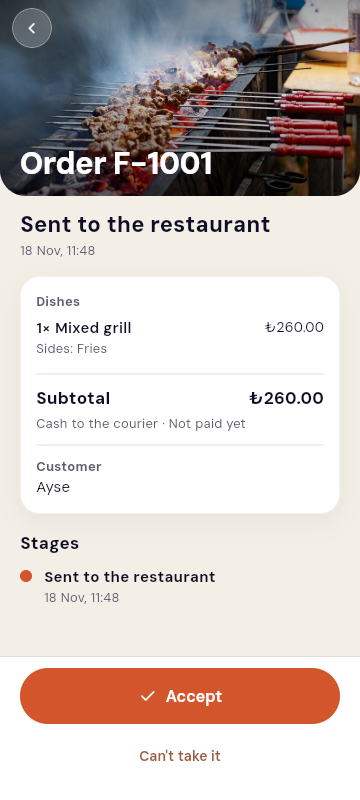 Order F-1001
Sent to the restaurant
18 Nov, 11:48
Dishes
1× Mixed grill ₺260.00
Sides: Fries
Subtotal ₺260.00
Cash to the courier · Not paid yet
Customer
Ayse
Stages
Sent to the restaurant
18 Nov, 11:48
Accept
Can't take it